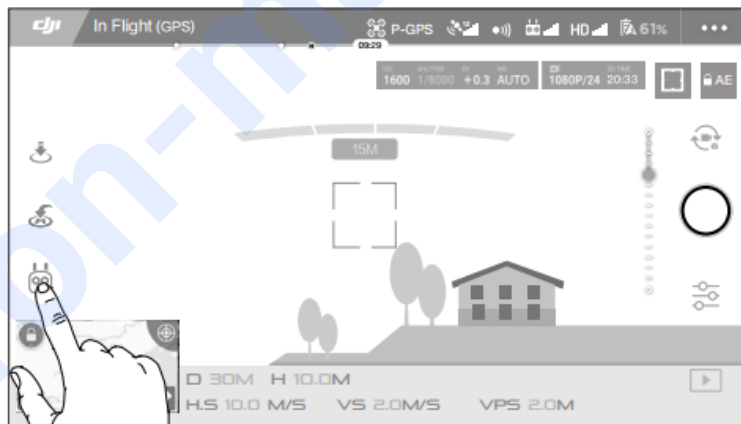 dji In Flight (GPS) P-GPS HD 61%
09:29
1600 1/8000 +0.3 AUTO 1080P/24 20:33 AE
15M
D 30M H 10.0M
H.S 10.0 M/S VS 2.0M/S VPS 2.0M